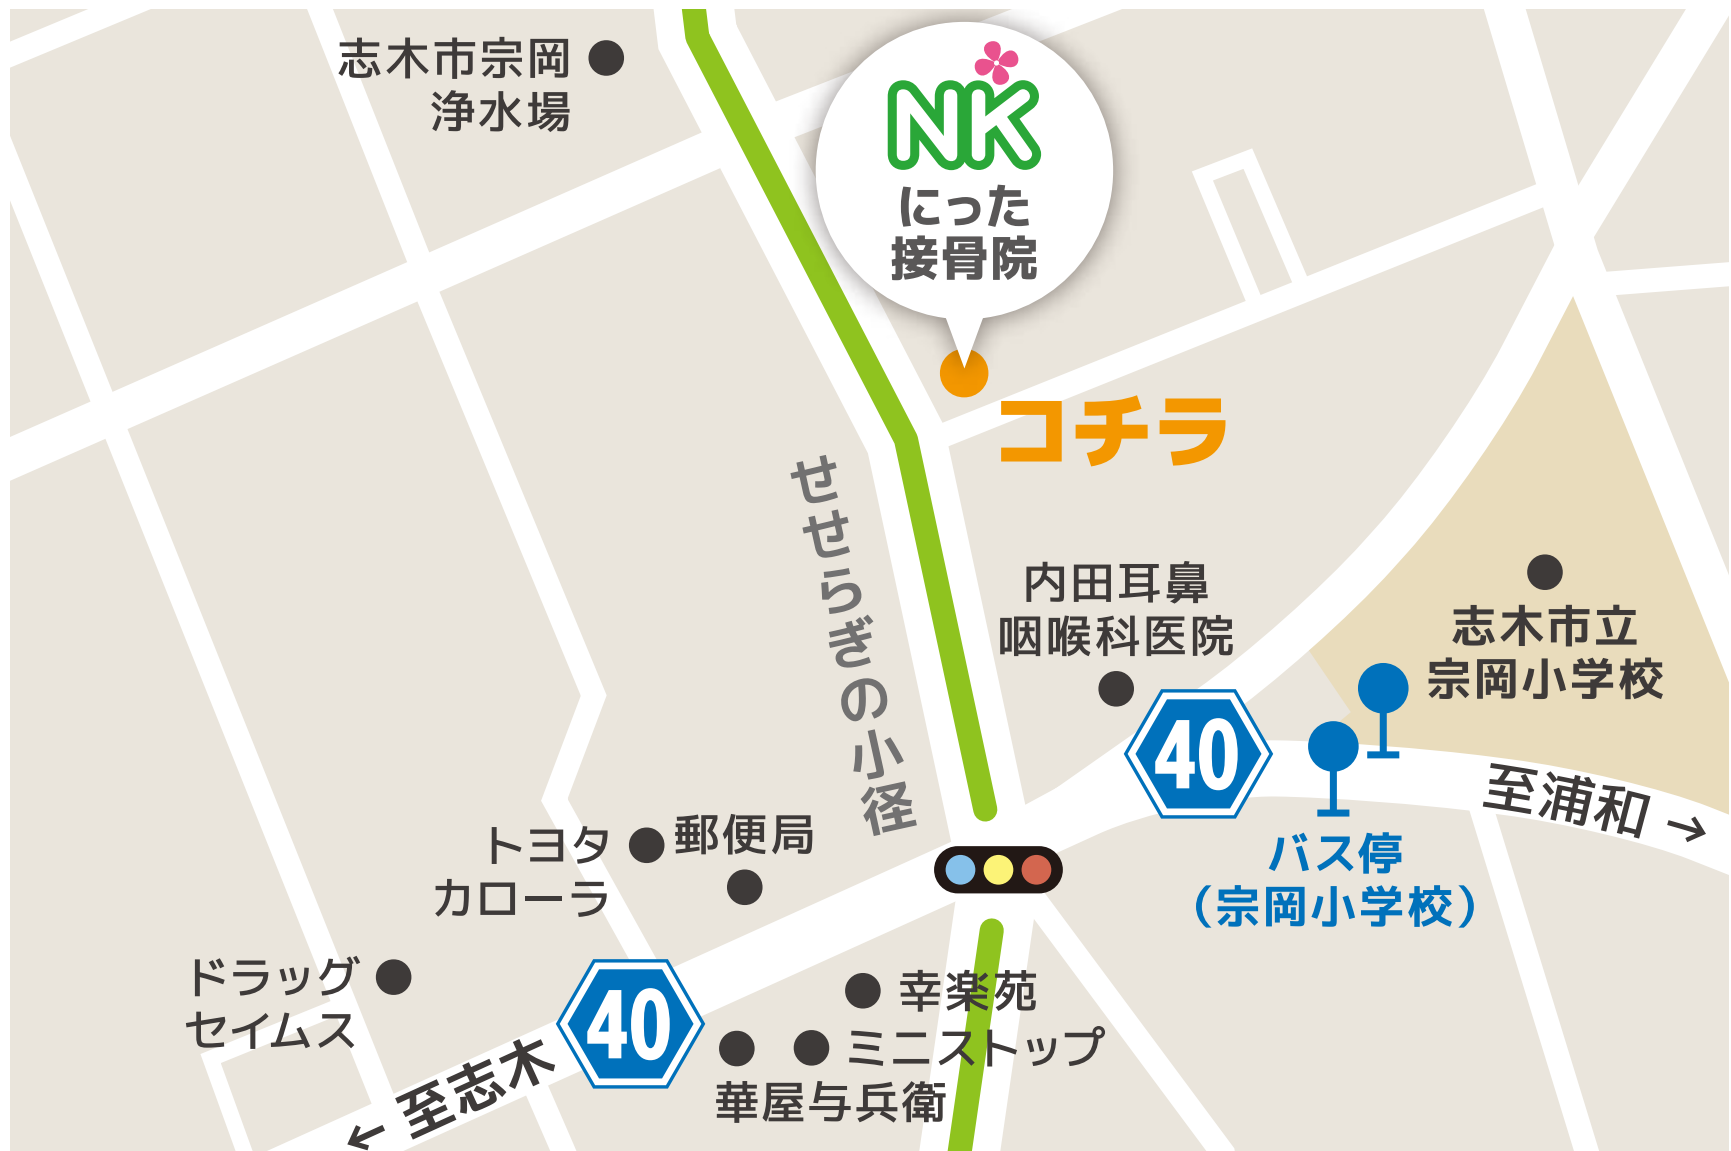 志木市宗岡
浄水場
NK
にった
接骨院
コチラ
せせらぎの小径
内田耳鼻
咽喉科医院
志木市立
宗岡小学校
40
至浦和 →
バス停
（宗岡小学校）
トヨタ
カローラ
郵便局
ドラッグ
セイムス
40
幸楽苑
ミニストップ
華屋与兵衛
← 至志木